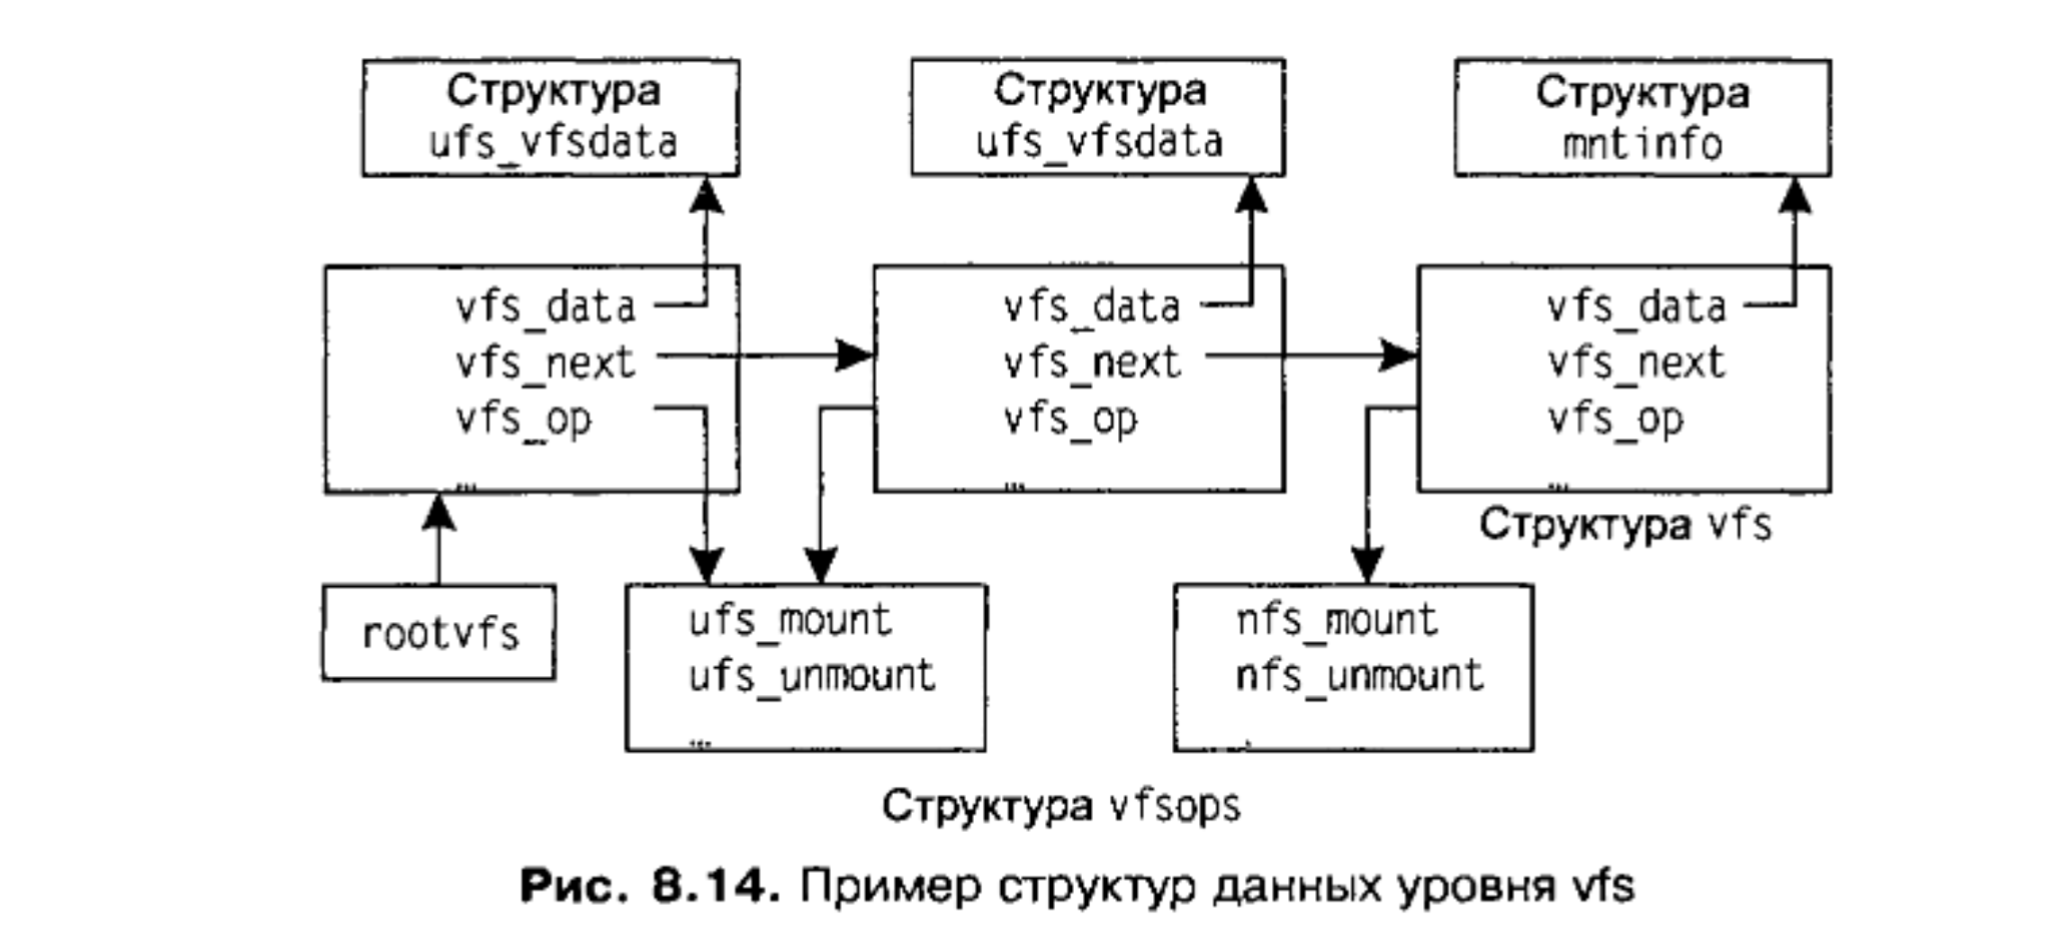 Структура
ufs_vfsdata
Структура
ufs_vfsdata
Структура
mntinfo
vfs_data
vfs_next
vfs_op
...
vfs_data
vfs_next
vfs_op
...
vfs_data
vfs_next
vfs_op
...
Структура vfs
rootvfs
ufs_mount
ufs_unmount
...
nfs_mount
nfs_unmount
Структура vfsops
Рис. 8.14. Пример структур данных уровня vfs